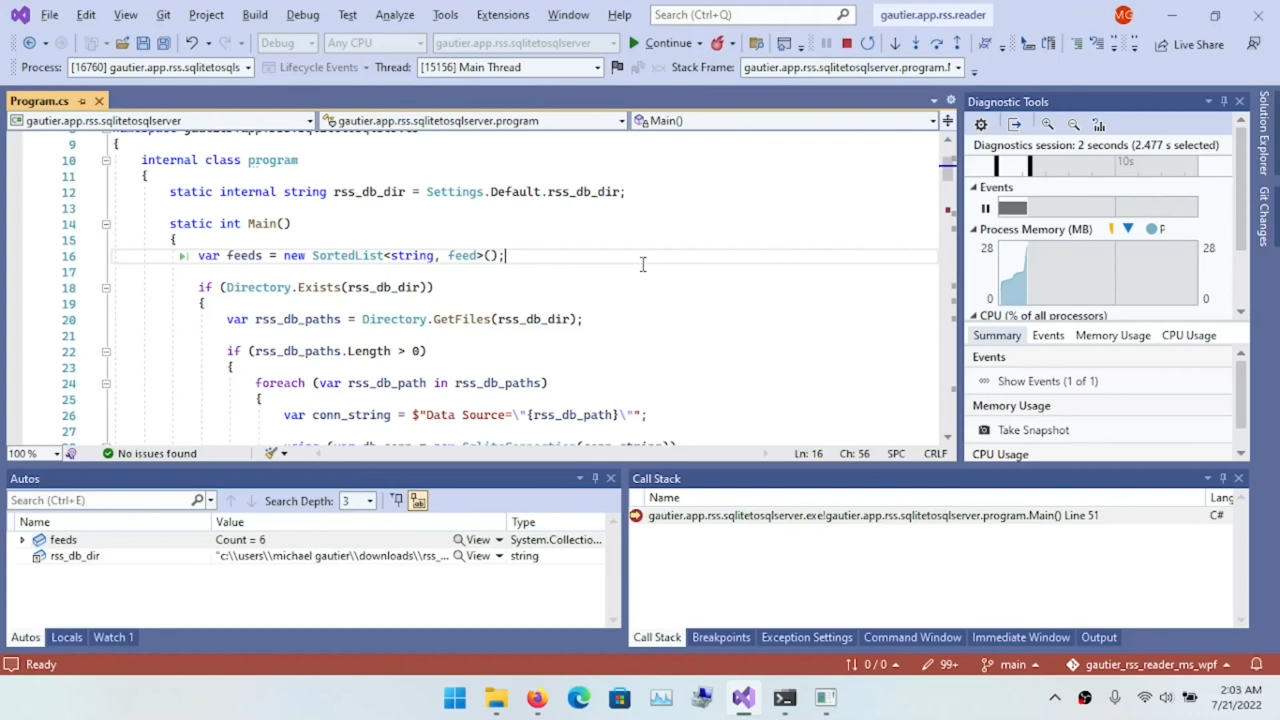 File Edit View Git Project Build Debug Test Analyze Tools Extensions Window Help Search (Ctrl+Q) gautier.app.rss.reader MG
Debug Any CPU gautier.app.rss.sqlitetosqlserver Continue Live Share
Process: [16760] gautier.app.rss.sqlitetosql Lifecycle Events Thread: [15156] Main Thread Stack Frame: gautier.app.rss.sqlitetosqlserver.program.
Program.cs
gautier.app.rss.sqlitetosqlserver gautier.app.rss.sqlitetosqlserver.program Main()
9 {
10 internal class program
11 {
12 static internal string rss_db_dir = Settings.Default.rss_db_dir;
13
14 static int Main()
15 {
16 var feeds = new SortedList<string, feed>();
17
18 if (Directory.Exists(rss_db_dir))
19 {
20 var rss_db_paths = Directory.GetFiles(rss_db_dir);
21
22 if (rss_db_paths.Length > 0)
23 {
24 foreach (var rss_db_path in rss_db_paths)
25 {
26 var conn_string = $"Data Source=\"{rss_db_path}\"";
27
100 % No issues found Ln: 16 Ch: 56 SPC CRLF
Diagnostic Tools
Diagnostics session: 2 seconds (2.477 s selected)
10s
Events
Process Memory (MB) P
28 28
0 0
CPU (% of all processors)
Summary Events Memory Usage CPU Usage
Events
Show Events (1 of 1)
Memory Usage
Take Snapshot
CPU Usage
Solution Explorer
Git Changes
Autos
Search (Ctrl+E) Search Depth: 3
Name Value Type
feeds Count = 6 View System.Collectio...
rss_db_dir "c:\\users\\michael gautier\\downloads\\rss_... View string
Autos Locals Watch 1
Call Stack
Name Lang
gautier.app.rss.sqlitetosqlserver.exe!gautier.app.rss.sqlitetosqlserver.program.Main() Line 51 C#
Call Stack Breakpoints Exception Settings Command Window Immediate Window Output
Ready 0 / 0 99+ main gautier_rss_reader_ms_wpf
2:03 AM
7/21/2022